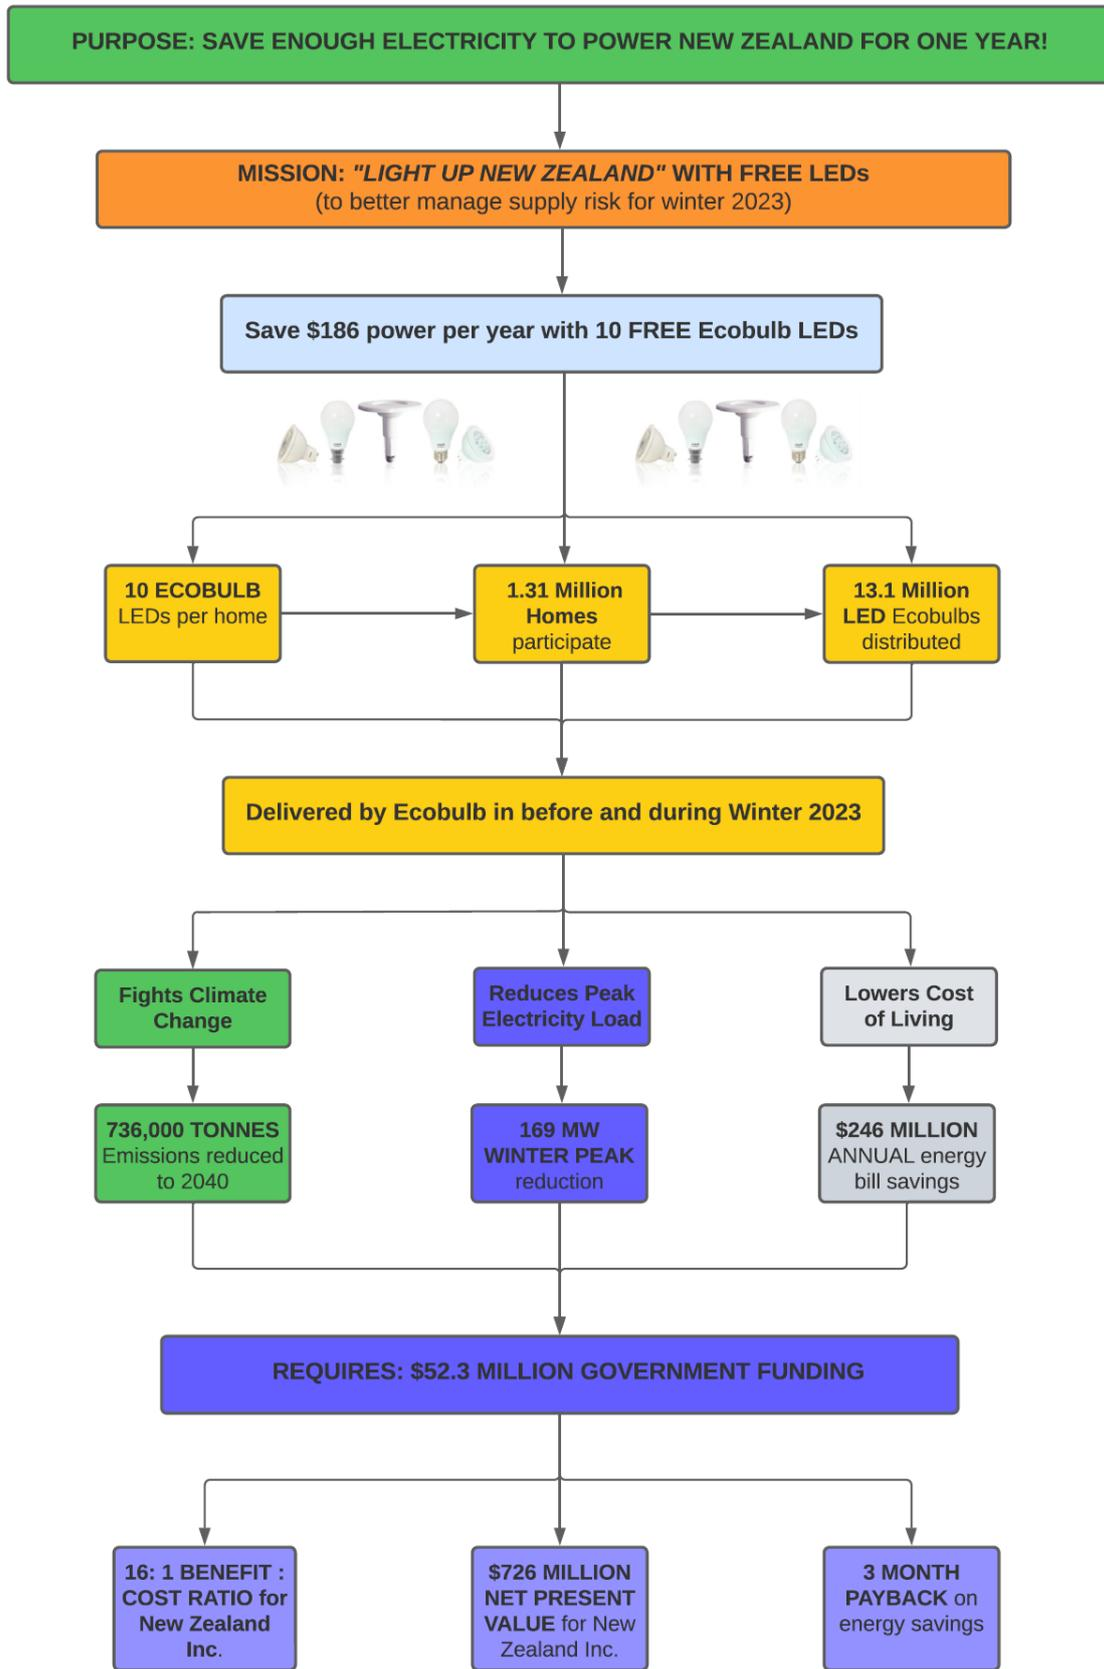 PURPOSE: SAVE ENOUGH ELECTRICITY TO POWER NEW ZEALAND FOR ONE YEAR!
MISSION: "LIGHT UP NEW ZEALAND" WITH FREE LEDs
(to better manage supply risk for winter 2023)
Save $186 power per year with 10 FREE Ecobulb LEDs
10 ECOBULB
LEDs per home
1.31 Million
Homes
participate
13.1 Million
LED Ecobulbs
distributed
Delivered by Ecobulb in before and during Winter 2023
Fights Climate
Change
Reduces Peak
Electricity Load
Lowers Cost
of Living
736,000 TONNES
Emissions reduced
to 2040
169 MW
WINTER PEAK
reduction
$246 MILLION
ANNUAL energy
bill savings
REQUIRES: $52.3 MILLION GOVERNMENT FUNDING
16: 1 BENEFIT :
COST RATIO for
New Zealand
Inc.
$726 MILLION
NET PRESENT
VALUE for New
Zealand Inc.
3 MONTH
PAYBACK on
energy savings